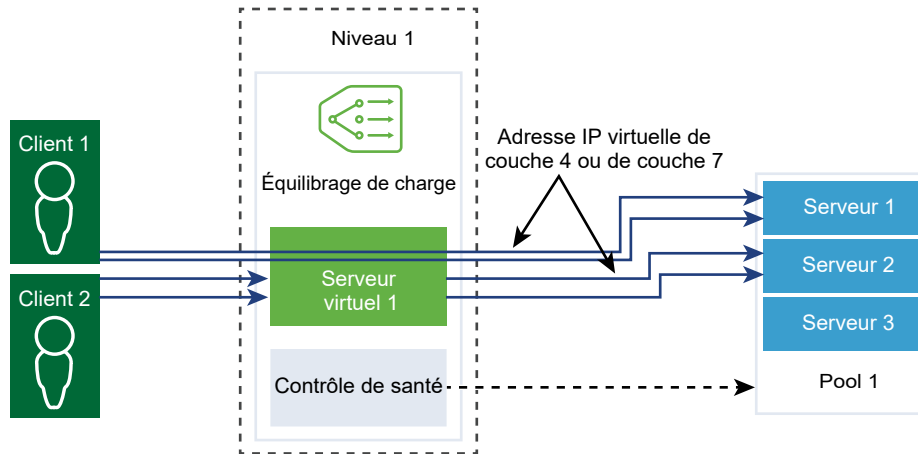 Niveau 1
Client 1
Équilibrage de charge
Adresse IP virtuelle de
couche 4 ou de couche 7
Serveur 1
Serveur
virtuel 1
Serveur 2
Client 2
Serveur 3
Contrôle de santé
Pool 1